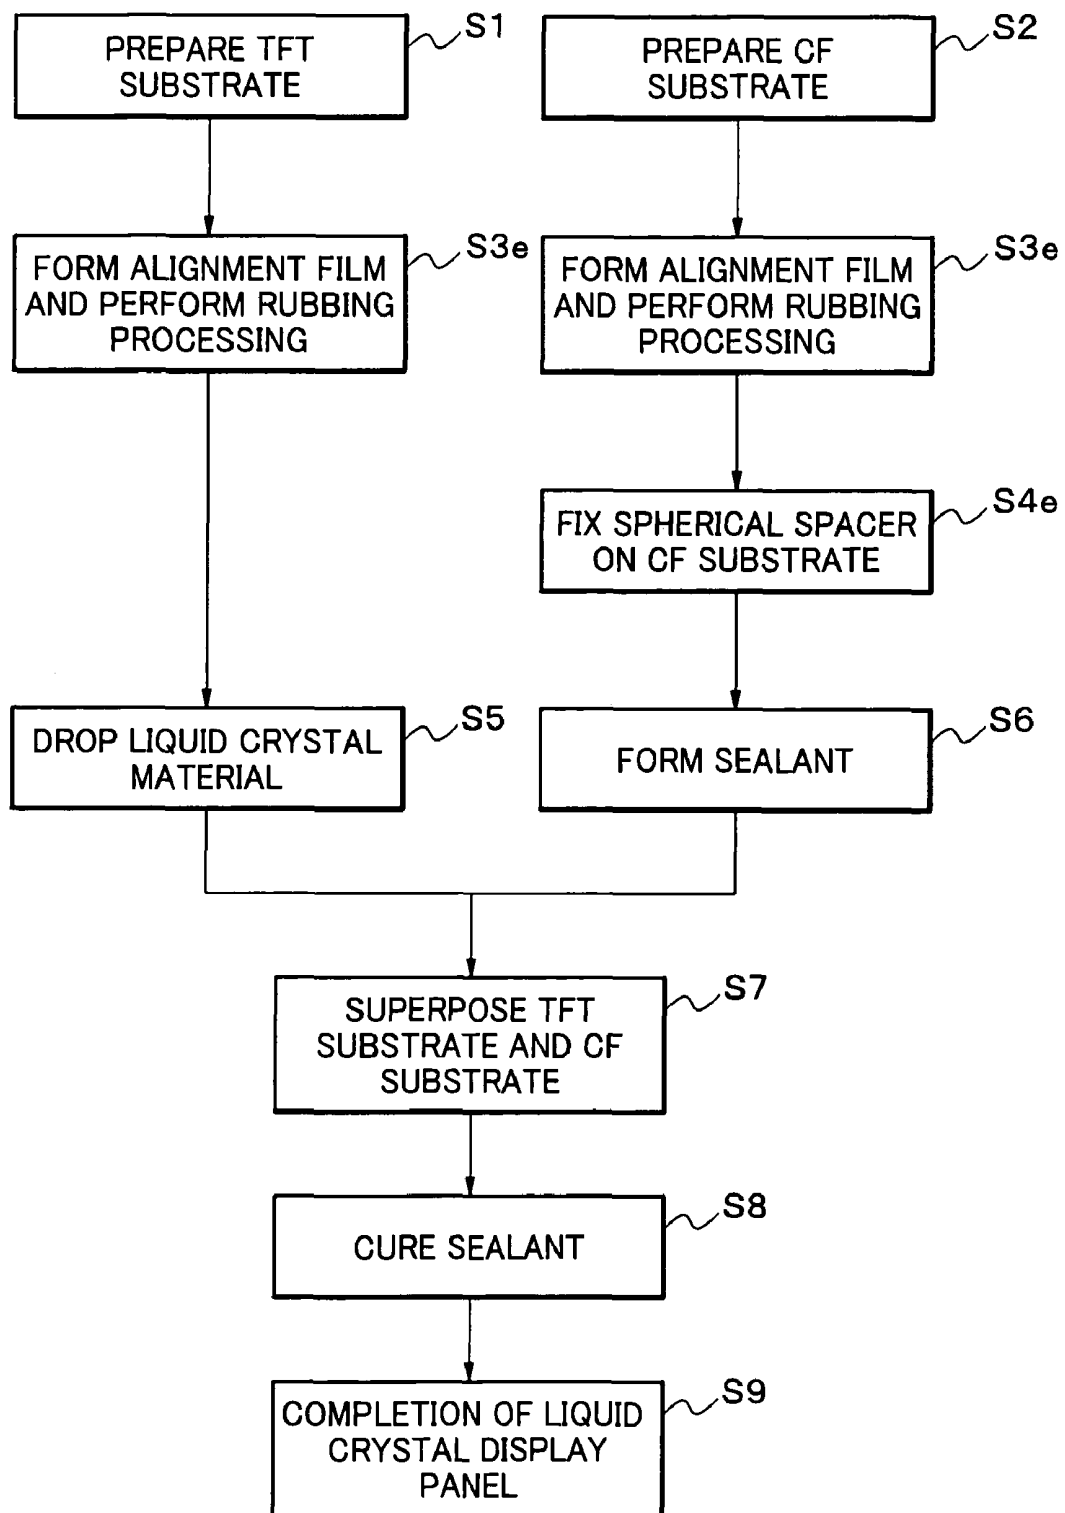 PREPARE TFT
SUBSTRATE
S1
PREPARE CF
SUBSTRATE
S2
FORM ALIGNMENT FILM
AND PERFORM RUBBING
PROCESSING
S3e
FORM ALIGNMENT FILM
AND PERFORM RUBBING
PROCESSING
S3e
FIX SPHERICAL SPACER
ON CF SUBSTRATE
S4e
DROP LIQUID CRYSTAL
MATERIAL
S5
FORM SEALANT
S6
SUPERPOSE TFT
SUBSTRATE AND CF
SUBSTRATE
S7
CURE SEALANT
S8
COMPLETION OF LIQUID
CRYSTAL DISPLAY
PANEL
S9